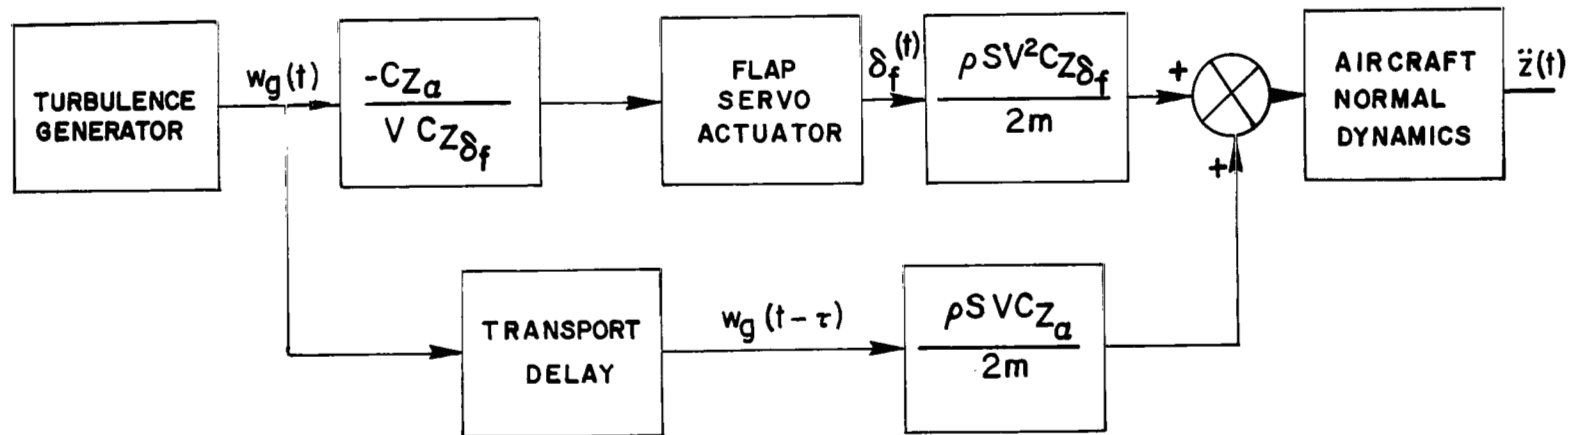 TURBULENCE
GENERATOR
w_g(t)
-C_{Z_α}
V C_{Z_{δ_f}}
FLAP
SERVO
ACTUATOR
δ_f(t)
ρSV²C_{Z_{δ_f}}
2m
+
+
AIRCRAFT
NORMAL
DYNAMICS
z̈(t)
TRANSPORT
DELAY
w_g(t-τ)
ρSVC_{Z_α}
2m